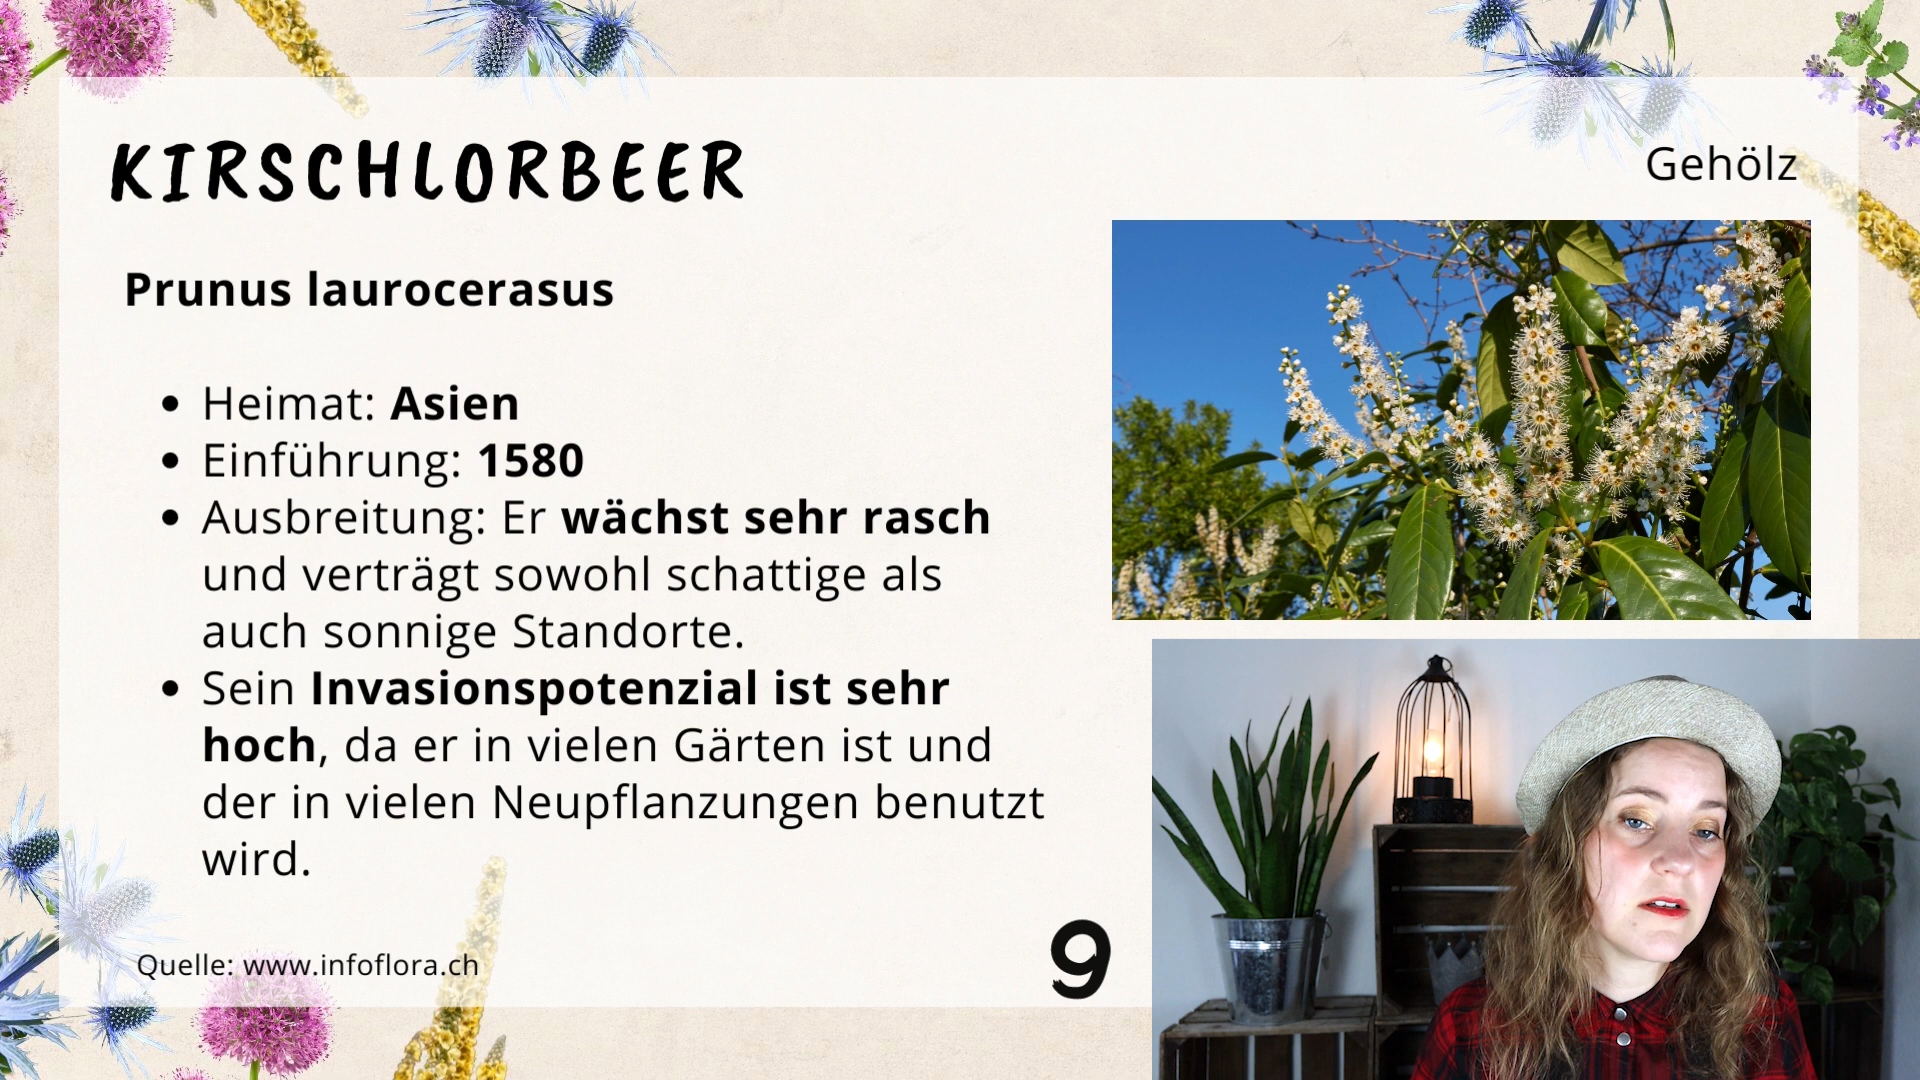 KIRSCHLORBEER
Gehölz
Prunus laurocerasus
• Heimat: Asien
• Einführung: 1580
• Ausbreitung: Er wächst sehr rasch
und verträgt sowohl schattige als
auch sonnige Standorte.
• Sein Invasionspotenzial ist sehr
hoch, da er in vielen Gärten ist und
der in vielen Neupflanzungen benutzt
wird.
Quelle: www.infoflora.ch
9